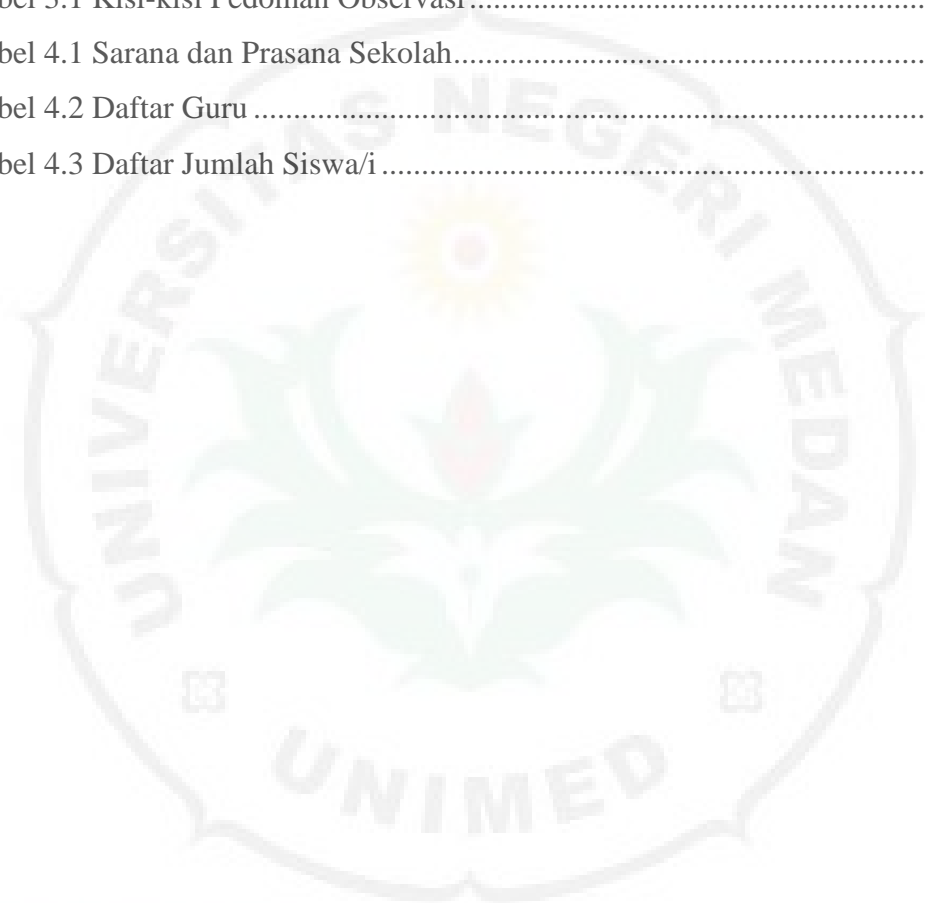 bel 3.1 Kisi-kisi Pedoman Observasi
bel 4.1 Sarana dan Prasana Sekolah
bel 4.2 Daftar Guru
bel 4.3 Daftar Jumlah Siswa/i
UNIVERSITAS NEGERI MEDAN
UNIMED